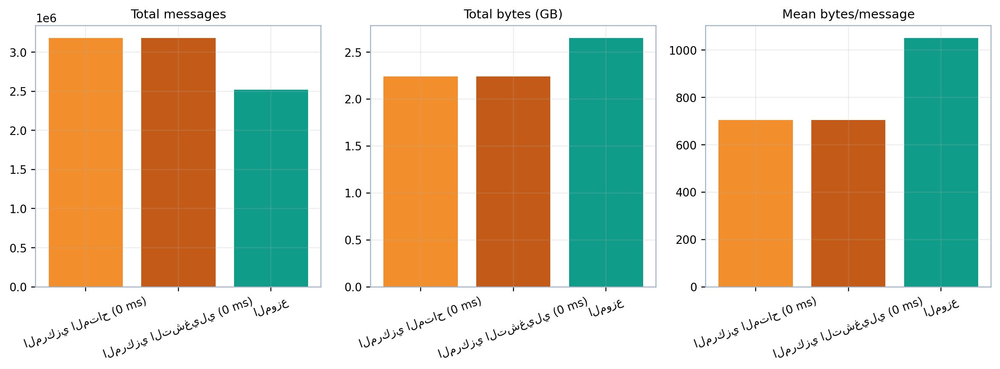 Total messages
1e6
3.0
2.5
2.0
1.5
1.0
0.5
0.0
المركزي المتاح (0 ms)
المركزي التشغيلي (0 ms)
الموزع
Total bytes (GB)
2.5
2.0
1.5
1.0
0.5
0.0
المركزي المتاح (0 ms)
المركزي التشغيلي (0 ms)
الموزع
Mean bytes/message
1000
800
600
400
200
0
المركزي المتاح (0 ms)
المركزي التشغيلي (0 ms)
الموزع